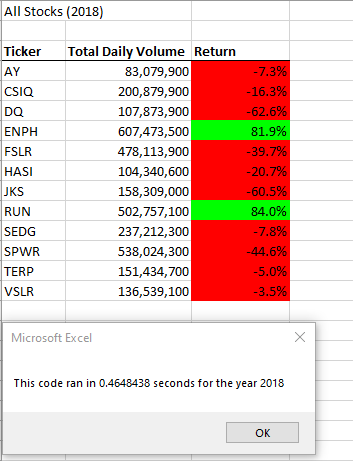 All Stocks (2018)
Ticker Total Daily Volume Return
AY 83,079,900 -7.3%
CSIQ 200,879,900 -16.3%
DQ 107,873,900 -62.6%
ENPH 607,473,500 81.9%
FSLR 478,113,900 -39.7%
HASI 104,340,600 -20.7%
JKS 158,309,000 -60.5%
RUN 502,757,100 84.0%
SEDG 237,212,300 -7.8%
SPWR 538,024,300 -44.6%
TERP 151,434,700 -5.0%
VSLR 136,539,100 -3.5%
Microsoft Excel
This code ran in 0.4648438 seconds for the year 2018
OK